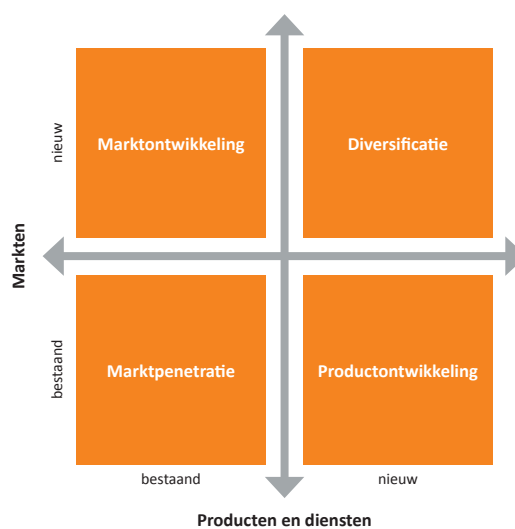 nieuw
Marktontwikkeling
Diversificatie
Markten
bestaand
Marktpenetratie
Productontwikkeling
bestaand
nieuw
Producten en diensten